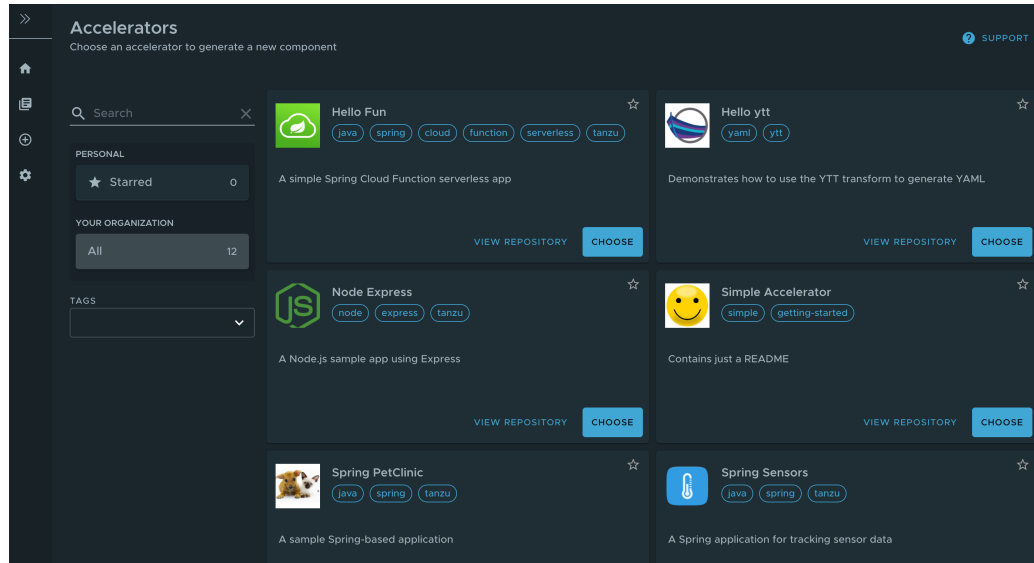 Accelerators
Choose an accelerator to generate a new component
SUPPORT
Search
PERSONAL
Starred 0
YOUR ORGANIZATION
All 12
TAGS
Hello Fun
java spring cloud function serverless tanzu
A simple Spring Cloud Function serverless app
VIEW REPOSITORY CHOOSE
Hello ytt
yaml ytt
Demonstrates how to use the YTT transform to generate YAML
VIEW REPOSITORY CHOOSE
JS
Node Express
node express tanzu
A Node.js sample app using Express
VIEW REPOSITORY CHOOSE
Simple Accelerator
simple getting-started
Contains just a README
VIEW REPOSITORY CHOOSE
Spring PetClinic
java spring tanzu
A sample Spring-based application
Spring Sensors
java spring tanzu
A Spring application for tracking sensor data